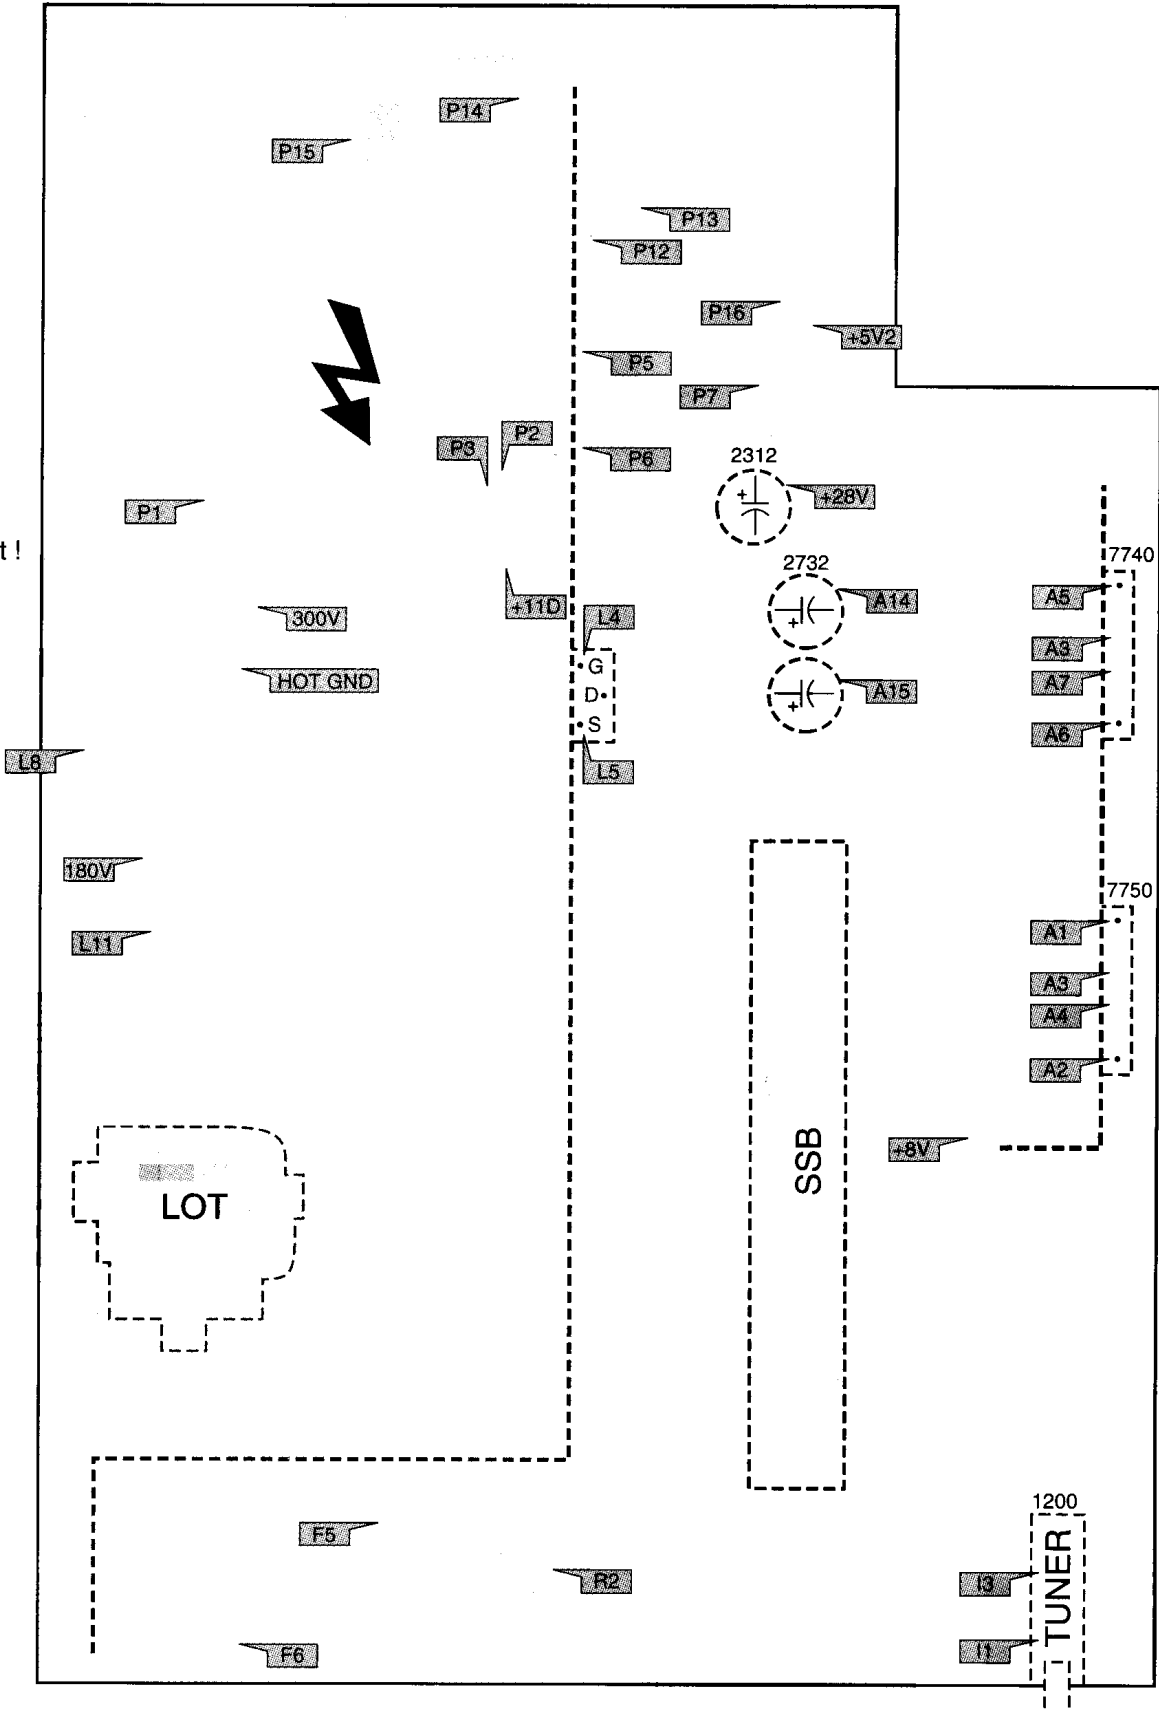 P14
P15
P13
P12
P16
+5V2
P5
P7
P3
P2
P6
2312
+28V
P1
t !
7740
2732
+11D
A14
A5
300V
L4
A3
G
HOT GND
A7
D
A15
S
A6
L8
L5
180V
7750
A1
L11
A3
A4
A2
+8V
SSB
LOT
1200
F5
TUNER
R2
I3
F6
I1